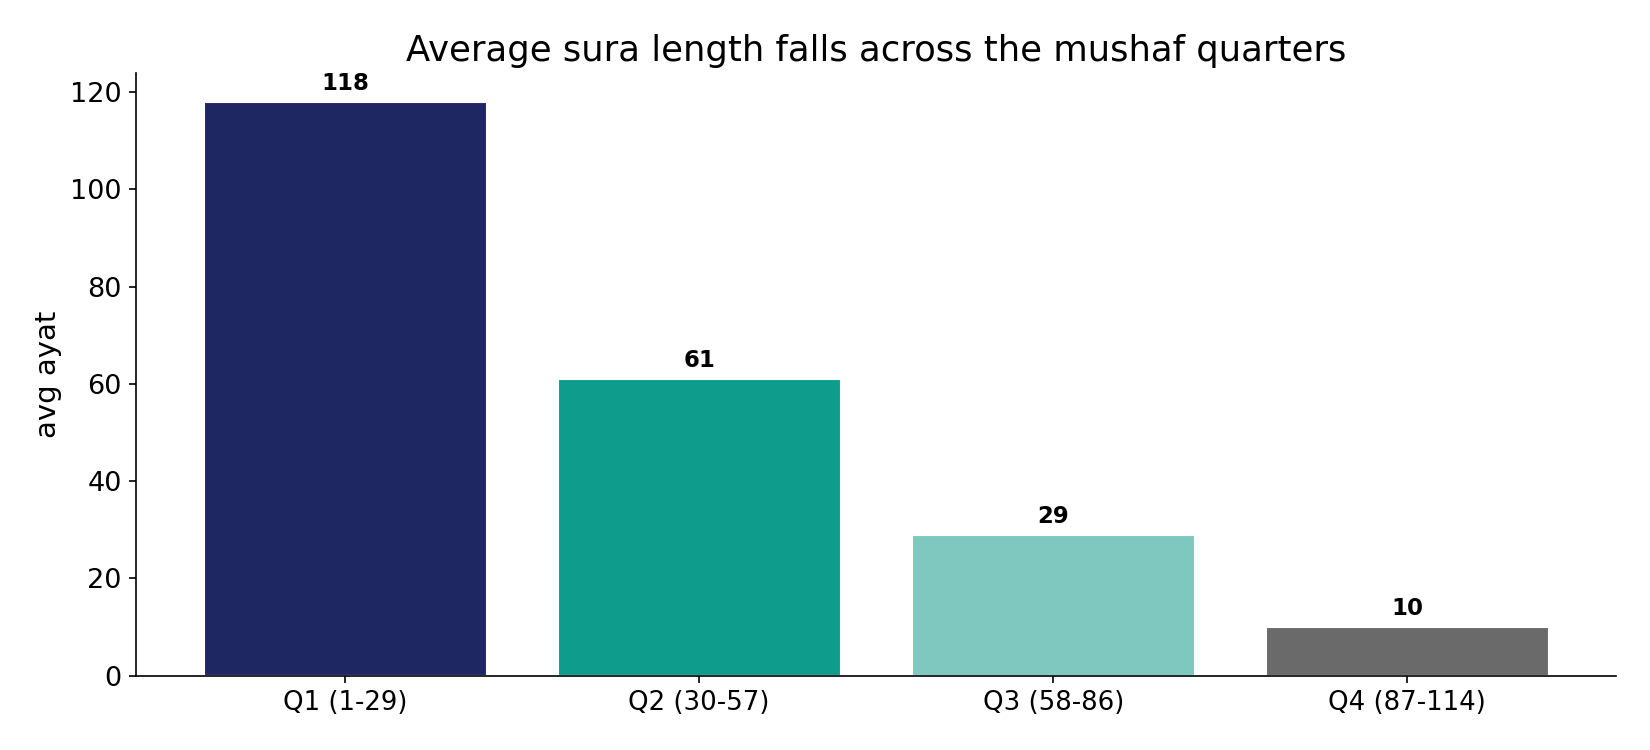 Average sura length falls across the mushaf quarters
avg ayat
120
100
80
60
40
20
0
118
61
29
10
Q1 (1-29)
Q2 (30-57)
Q3 (58-86)
Q4 (87-114)